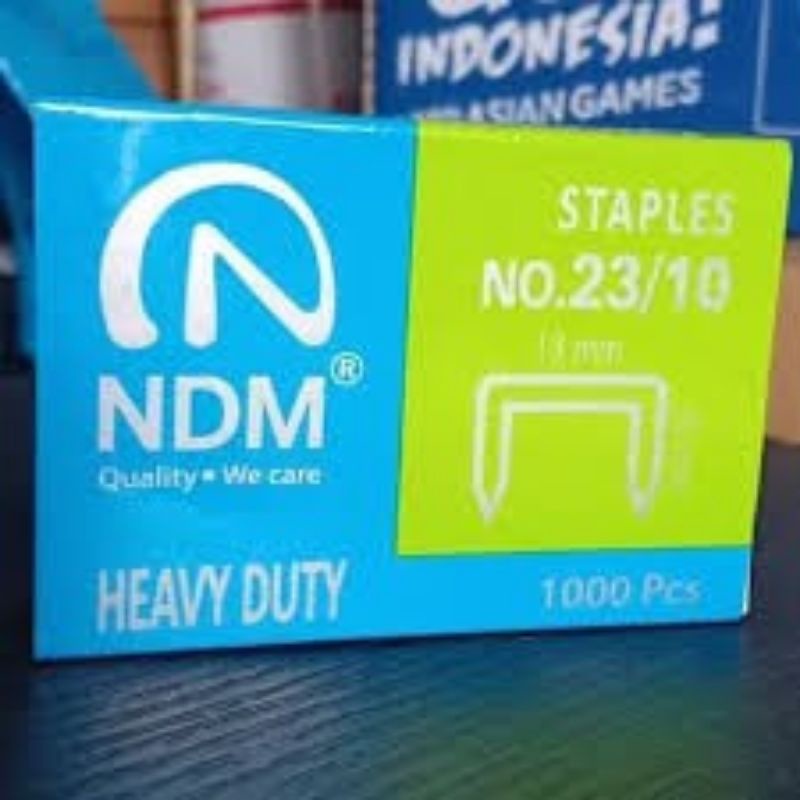 INDONESIA!
ASIAN GAMES
NDM®
Quality • We care
HEAVY DUTY
STAPLES
NO.23/10
13 mm
1000 Pcs